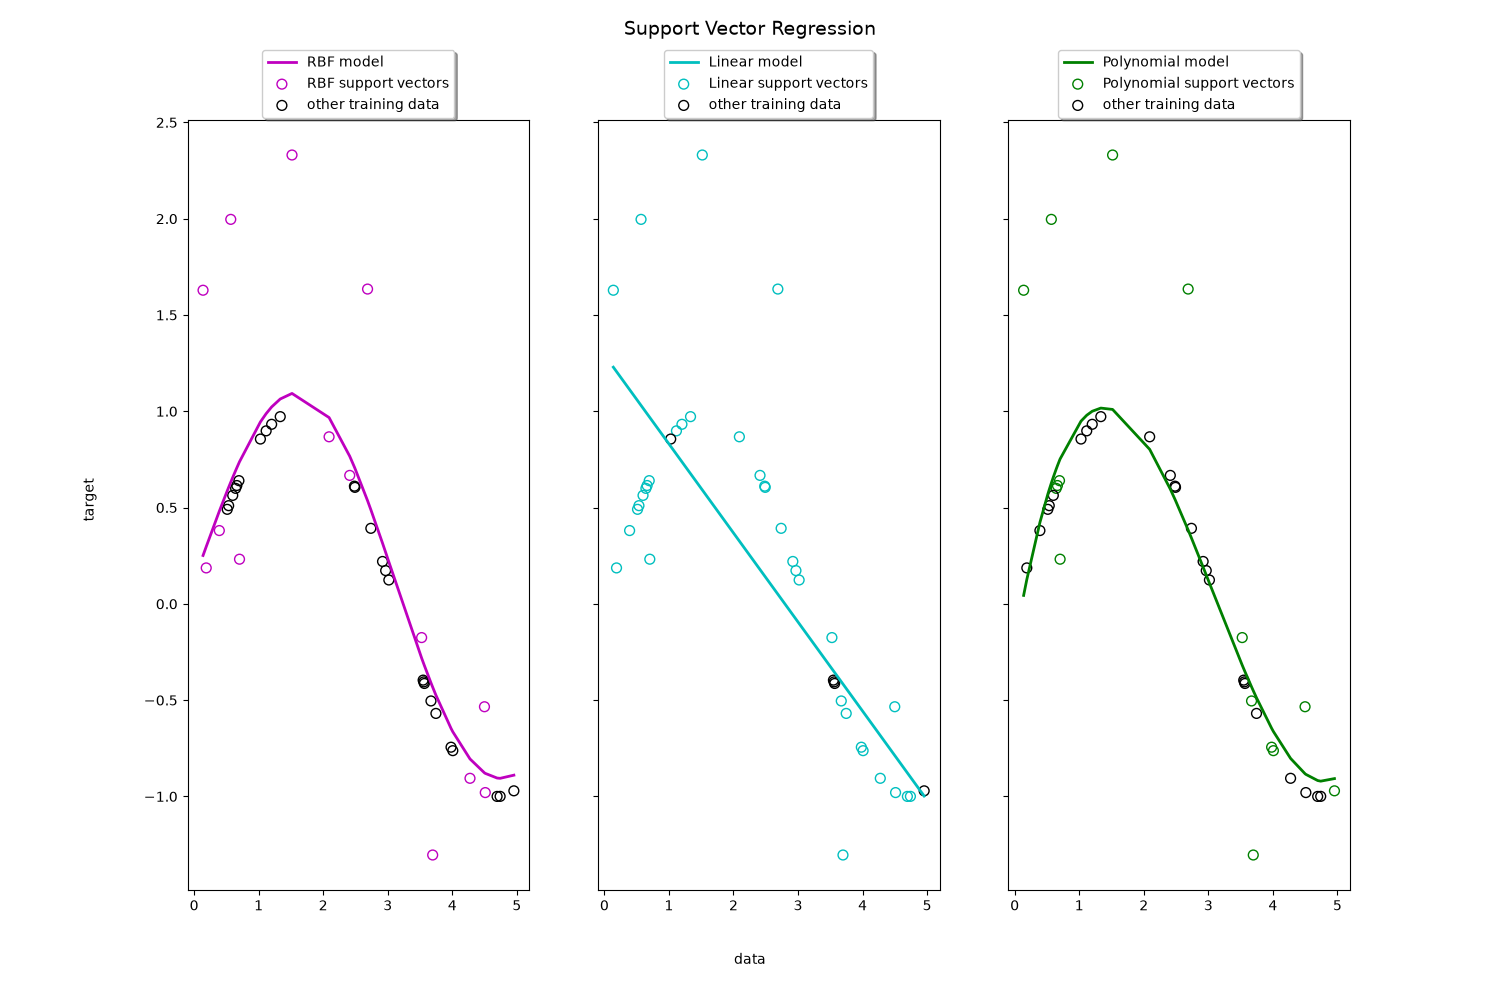 Support Vector Regression
RBF model
RBF support vectors
other training data
Linear model
Linear support vectors
other training data
Polynomial model
Polynomial support vectors
other training data
target
2.5
2.0
1.5
1.0
0.5
0.0
−0.5
−1.0
0 1 2 3 4 5
0 1 2 3 4 5
0 1 2 3 4 5
data